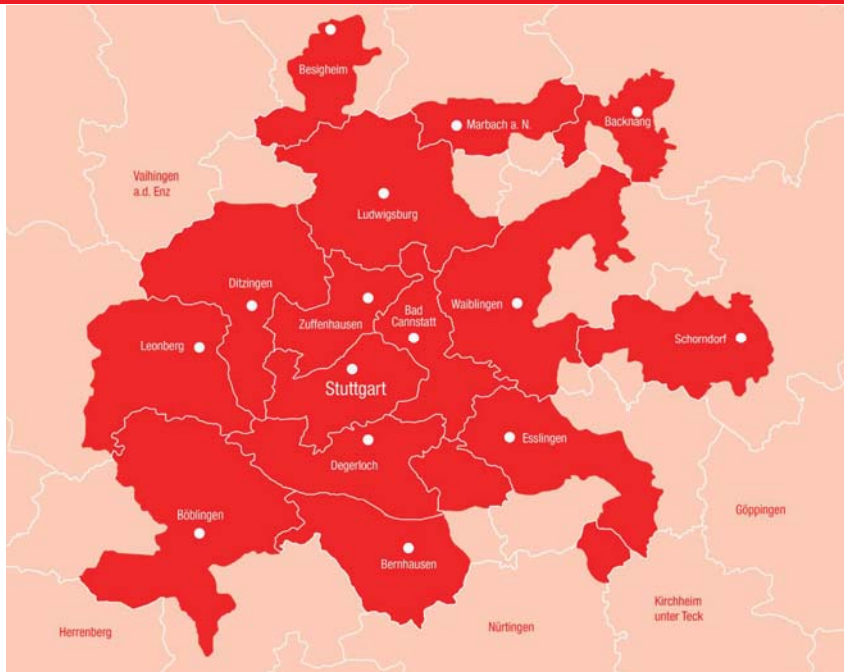 Besigheim
Marbach a. N.
Backnang
Vaihingen
a.d. Enz
Ludwigsburg
Ditzingen
Zuffenhausen
Bad
Cannstatt
Waiblingen
Leonberg
Schorndorf
Stuttgart
Degerloch
Esslingen
Böblingen
Göppingen
Bernhausen
Kirchheim
unter Teck
Herrenberg
Nürtingen